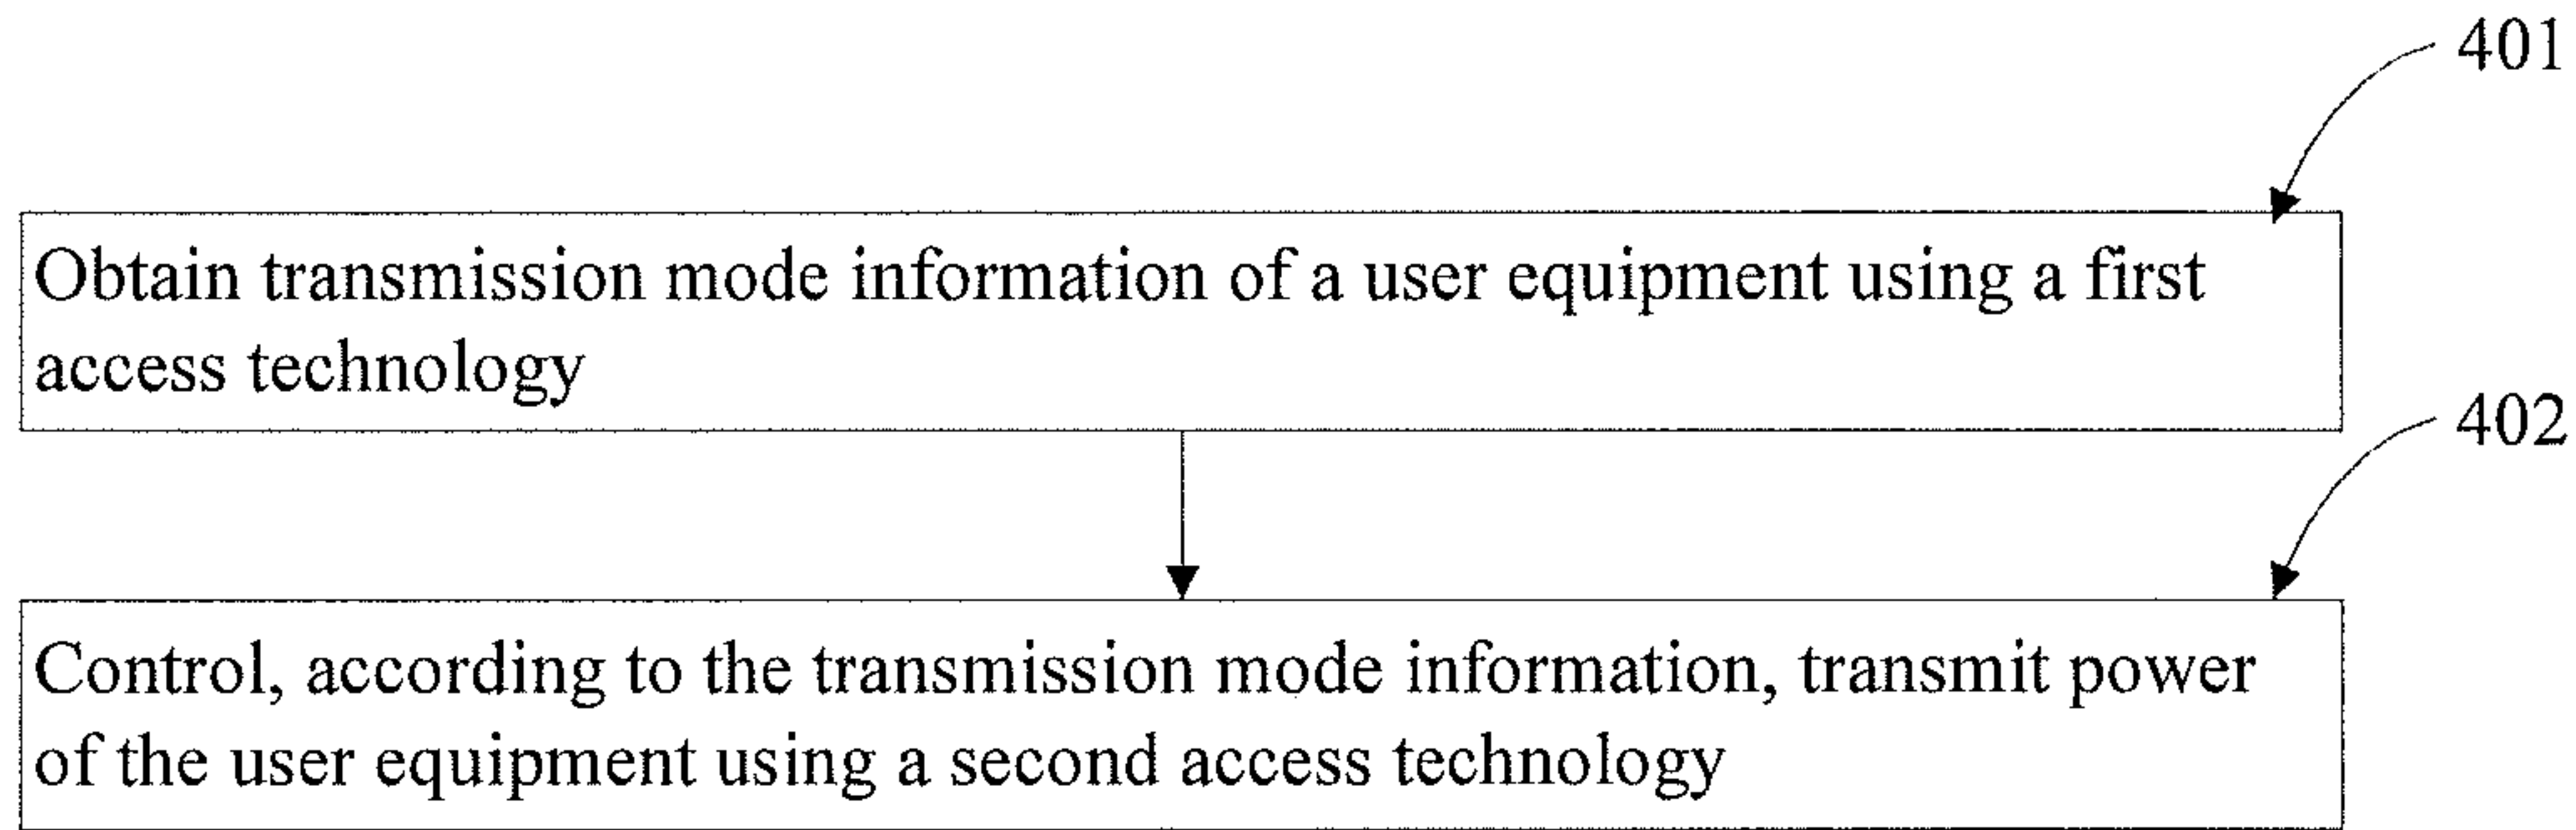 401
Obtain transmission mode information of a user equipment using a first
access technology
402
Control, according to the transmission mode information, transmit power
of the user equipment using a second access technology